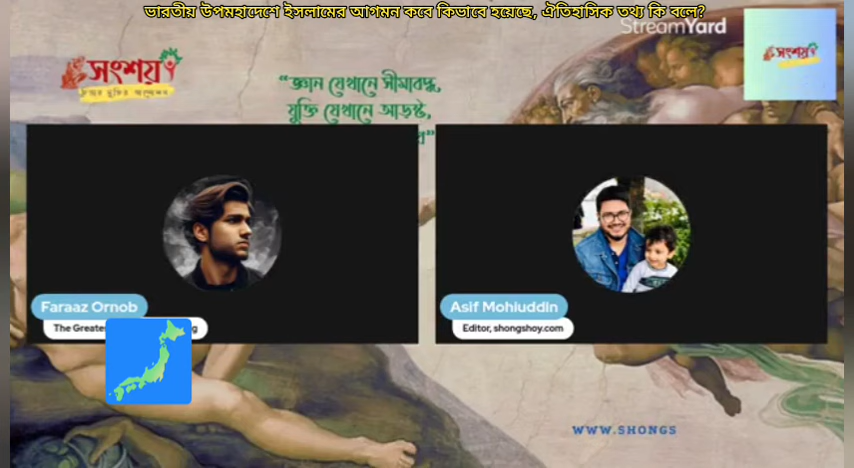 ভারতীয় উপমহাদেশে ইসলামের আগমন কবে কিভাবে হয়েছে, ঐতিহাসিক তথ্য কি বলে?
StreamYard
সংশয়
সংশয়
"জ্ঞান যেখানে সীমাবদ্ধ,
যুক্তি যেখানে আড়ষ্ট,
Faraaz Ornob
The
Asif Mohiuddin
Editor, shongshoy.com
WWW.SHONGS